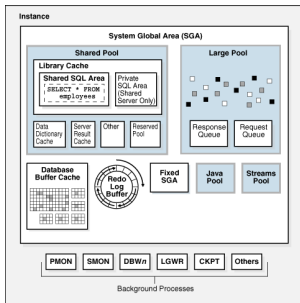 Instance
System Global Area (SGA)
Shared Pool
Library Cache
Shared SQL Area
SELECT * FROM
employees
Private
SQL Area
(Shared
Server Only)
Data
Dictionary
Cache
Server
Result
Cache
Other
Reserved
Pool
Large Pool
Response
Queue
Request
Queue
Database
Buffer Cache
Redo
Log
Buffer
Fixed
SGA
Java
Pool
Streams
Pool
PMON
SMON
DBWn
LGWR
CKPT
Others
Background Processes